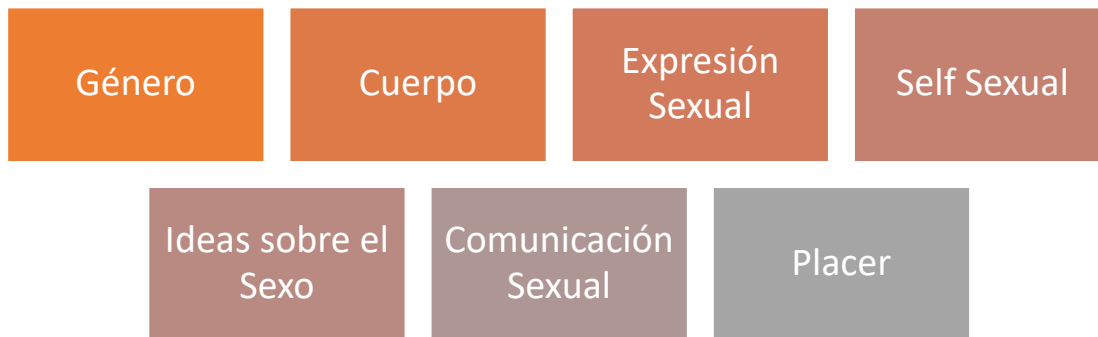 Género
Cuerpo
Expresión
Sexual
Self Sexual
Ideas sobre el
Sexo
Comunicación
Sexual
Placer